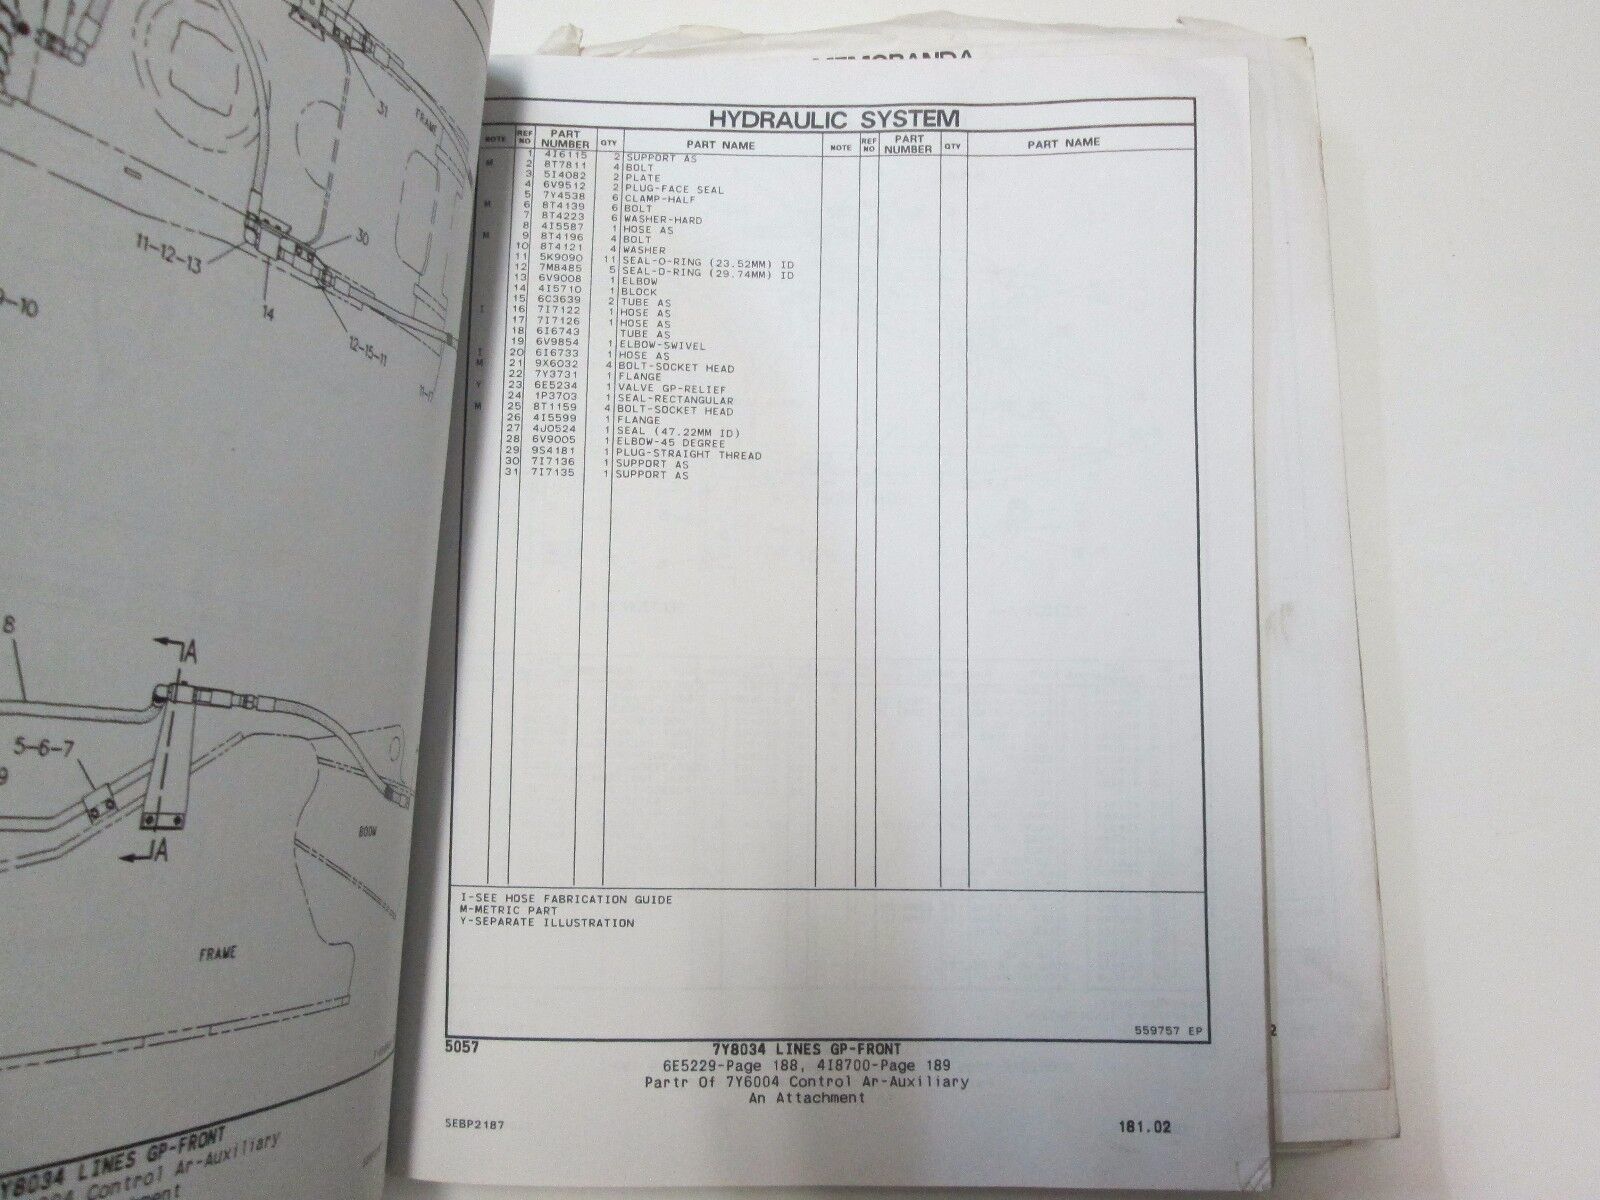 MEMORANDA
HYDRAULIC SYSTEM
NOTE REF NO PART NUMBER QTY PART NAME NOTE REF NO PART NUMBER QTY PART NAME
1 4I6115 2 SUPPORT AS
M 2 8T7811 4 BOLT
3 5I4082 2 PLATE
4 6V9512 2 PLUG-FACE SEAL
5 7Y4538 6 CLAMP-HALF
M 6 8T4139 6 BOLT
7 8T4223 6 WASHER-HARD
8 4I5587 1 HOSE AS
M 9 8T4196 4 BOLT
10 8T4121 4 WASHER
11 5K9090 11 SEAL-O-RING (23.52MM) ID
12 7M8485 5 SEAL-O-RING (29.74MM) ID
13 6V9008 1 ELBOW
14 4I5710 1 BLOCK
15 6C3639 2 TUBE AS
I 16 7I7122 1 HOSE AS
17 7I7126 1 HOSE AS
18 6I6743 TUBE AS
19 6V9854 1 ELBOW-SWIVEL
I 20 6I6733 1 HOSE AS
M 21 9X6032 4 BOLT-SOCKET HEAD
22 7Y3731 1 FLANGE
Y 23 6E5234 1 VALVE GP-RELIEF
24 1P3703 1 SEAL-RECTANGULAR
M 25 8T1159 4 BOLT-SOCKET HEAD
26 4I5599 1 FLANGE
27 4J0524 1 SEAL (47.22MM ID)
28 6V9005 1 ELBOW-45 DEGREE
29 9S4181 1 PLUG-STRAIGHT THREAD
30 7I7136 1 SUPPORT AS
31 7I7135 1 SUPPORT AS
I-SEE HOSE FABRICATION GUIDE
M-METRIC PART
Y-SEPARATE ILLUSTRATION
559757 EP
5057
7Y8034 LINES GP-FRONT
6E5229-Page 188, 4I8700-Page 189
Partr Of 7Y6004 Control Ar-Auxiliary
An Attachment
SEBP2187
181.02
2
31
FRAME
30
11-12-13
9-10
14
12-15-11
11-17
8
A
5-6-7
9
A
BOOM
FRAME
7Y8034 LINES GP-FRONT
6004 Control Ar-Auxiliary
Attachment